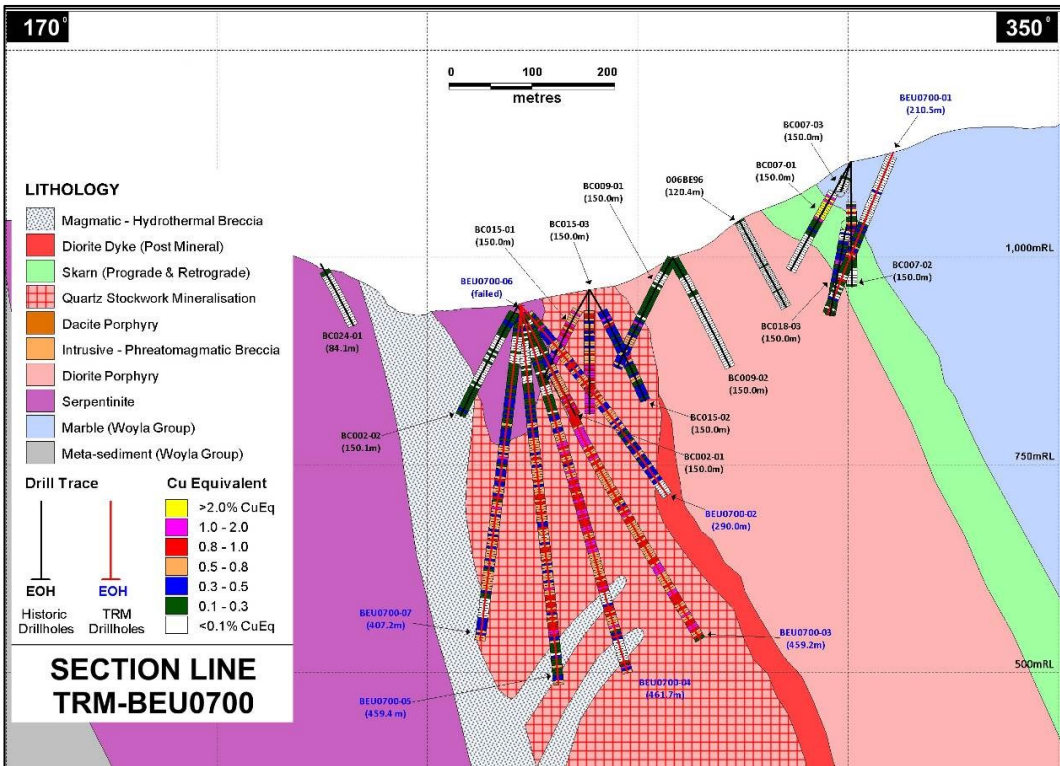 170°
350°
0 100 200
metres
BEU0700-01
(210.5m)
BC007-03
(150.0m)
BC007-01
(150.0m)
BC009-01
(150.0m)
006BE96
(120.4m)
BC015-03
(150.0m)
BC015-01
(150.0m)
BEU0700-06
(failed)
1,000mRL
BC007-02
(150.0m)
BC018-03
(150.0m)
BC024-01
(84.1m)
BC009-02
(150.0m)
BC015-02
(150.0m)
BC002-02
(150.1m)
BC002-01
(150.0m)
750mRL
BEU0700-02
(290.0m)
BEU0700-07
(407.2m)
BEU0700-03
(459.2m)
500mRL
BEU0700-04
(461.7m)
BEU0700-05
(459.4 m)
LITHOLOGY
Magmatic - Hydrothermal Breccia
Diorite Dyke (Post Mineral)
Skarn (Prograde & Retrograde)
Quartz Stockwork Mineralisation
Dacite Porphyry
Intrusive - Phreatomagmatic Breccia
Diorite Porphyry
Serpentinite
Marble (Woyla Group)
Meta-sediment (Woyla Group)
Drill Trace
EOH
Historic
Drillholes
EOH
TRM
Drillholes
Cu Equivalent
>2.0% CuEq
1.0 - 2.0
0.8 - 1.0
0.5 - 0.8
0.3 - 0.5
0.1 - 0.3
<0.1% CuEq
SECTION LINE
TRM-BEU0700